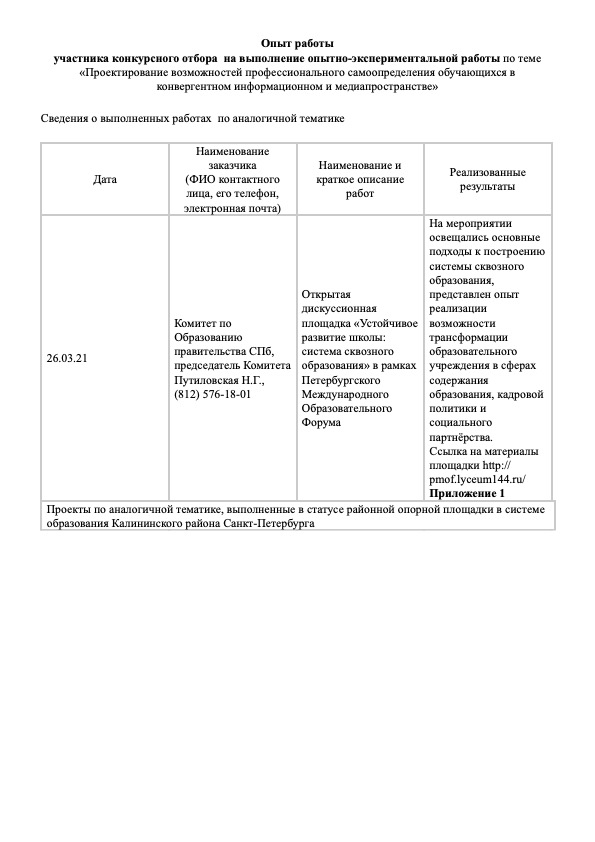 Опыт работы
участника конкурсного отбора  на выполнение опытно-экспериментальной работы по теме
«Проектирование возможностей профессионального самоопределения обучающихся в
конвергентном информационном и медиапространстве»
Сведения о выполненных работах  по аналогичной тематике
Дата
Наименование
заказчика
(ФИО контактного
лица, его телефон,
электронная почта)
Наименование и
краткое описание
работ
Реализованные
результаты
26.03.21
Комитет по
Образованию
правительства СПб,
председатель Комитета
Путиловская Н.Г.,
(812) 576-18-01
Открытая
дискуссионная
площадка «Устойчивое
развитие школы:
система сквозного
образования» в рамках
Петербургского
Международного
Образовательного
Форума
На мероприятии
освещались основные
подходы к построению
системы сквозного
образования,
представлен опыт
реализации
возможности
трансформации
образовательного
учреждения в сферах
содержания
образования, кадровой
политики и
социального
партнёрства.
Ссылка на материалы
площадки http://
pmof.lyceum144.ru/
Приложение 1
Проекты по аналогичной тематике, выполненные в статусе районной опорной площадки в системе
образования Калининского района Санкт-Петербурга